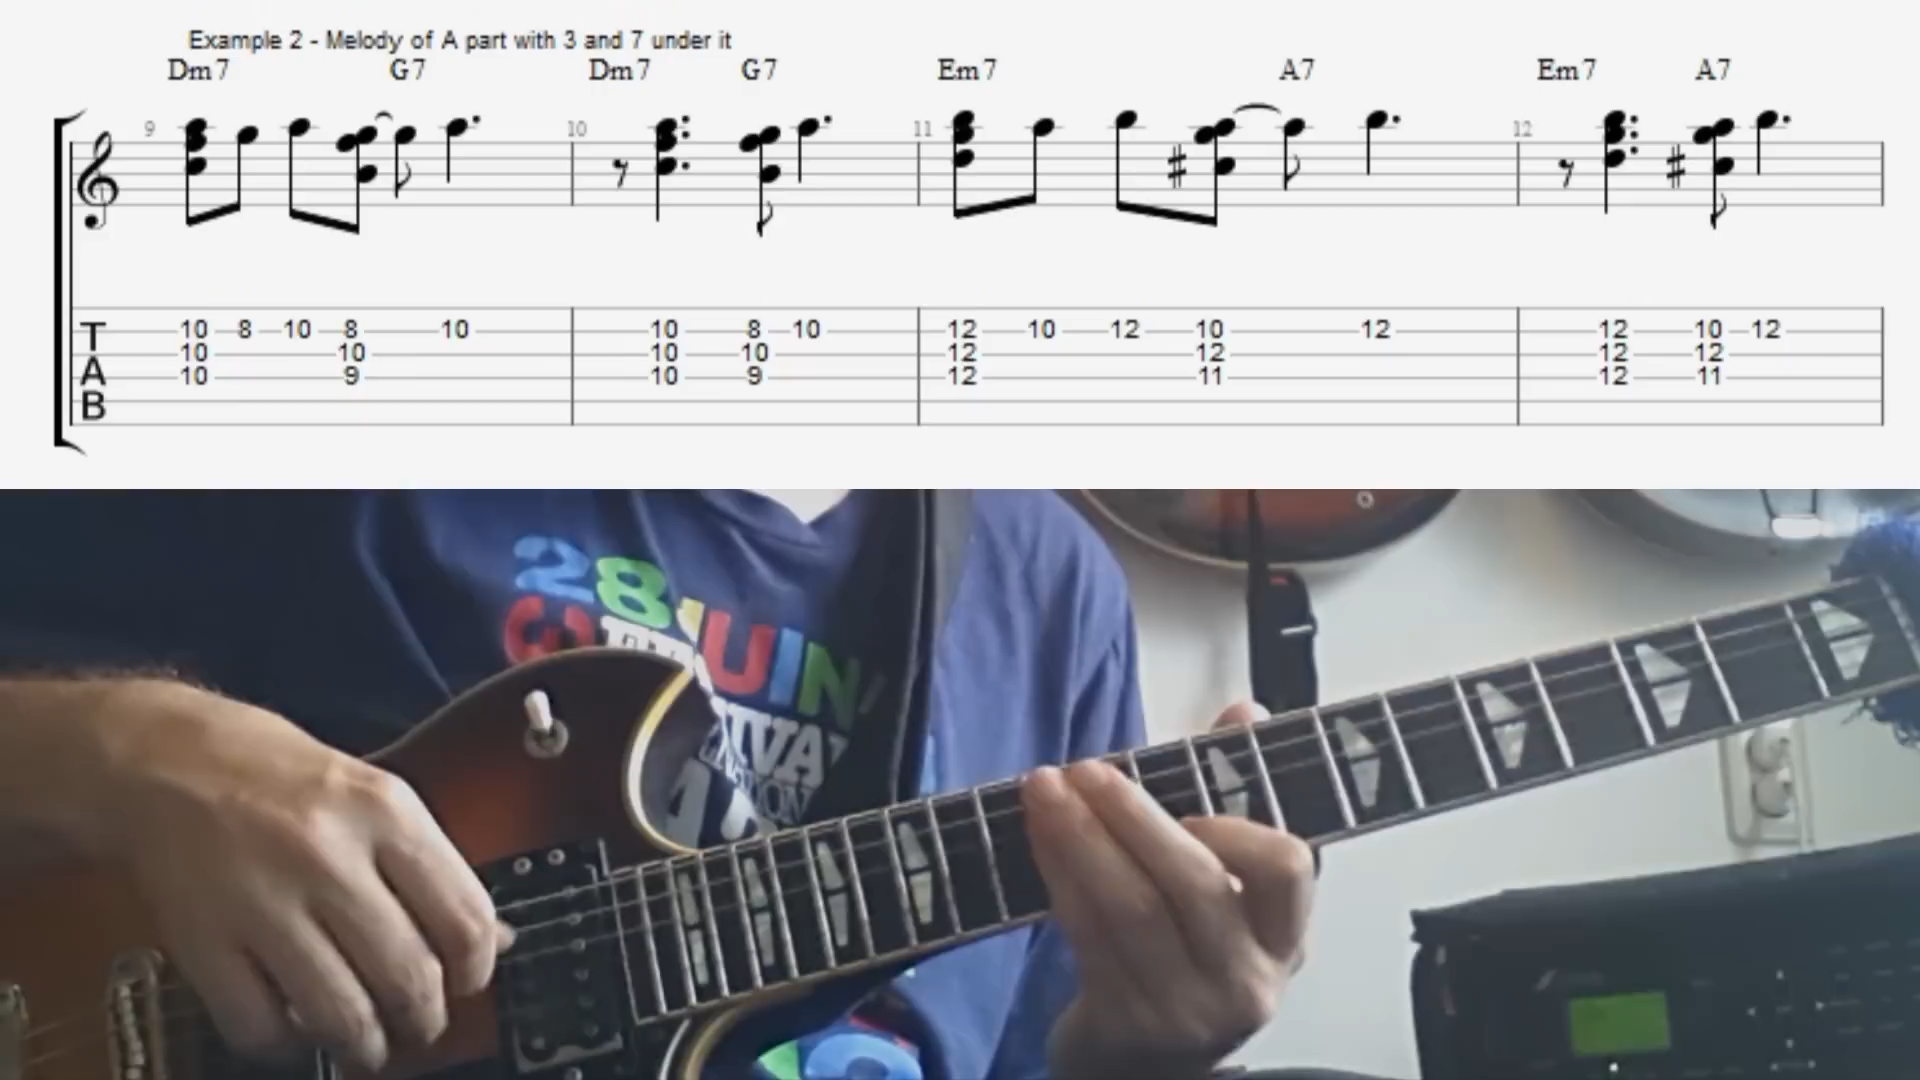 Example 2 - Melody of A part with 3 and 7 under it
Dm7 G7 Dm7 G7 Em7 A7 Em7 A7
9 10 11 12
T 10 8 10 8 10 10 8 10 12 10 12 10 12 12 10 12
10 10 10 10 12 12 12 12
A 10 9 10 9 12 11 12 11
B
28
UIN